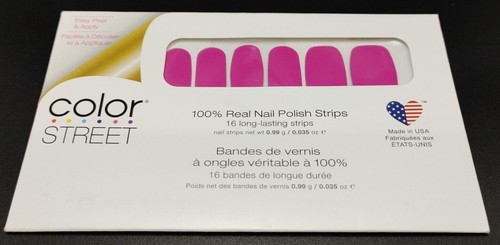 Easy Peel
& Apply
Faciles à Décoller
et à Appliquer
color®
STREET
100% Real Nail Polish Strips
16 long-lasting strips
nail strips net wt 0.99 g / 0.035 oz ℮
Bandes de vernis
à ongles véritable à 100%
16 bandes de longue durée
Poids net des bandes de vernis 0,99 g / 0,035 oz ℮
TM
Made in USA
Fabriquées aux
ÉTATS-UNIS